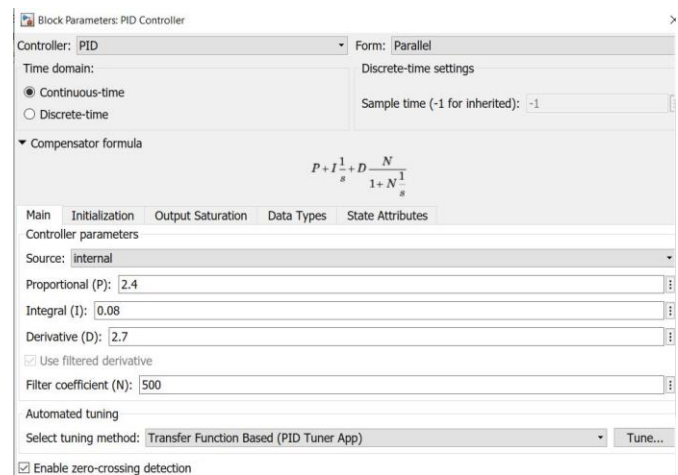 Block Parameters: PID Controller
Controller: PID Form: Parallel
Time domain: Discrete-time settings
Continuous-time
Discrete-time
Sample time (-1 for inherited): -1
Compensator formula
P + I 1/s + D N/(1 + N 1/s)
Main Initialization Output Saturation Data Types State Attributes
Controller parameters
Source: internal
Proportional (P): 2.4
Integral (I): 0.08
Derivative (D): 2.7
Use filtered derivative
Filter coefficient (N): 500
Automated tuning
Select tuning method: Transfer Function Based (PID Tuner App) Tune...
Enable zero-crossing detection